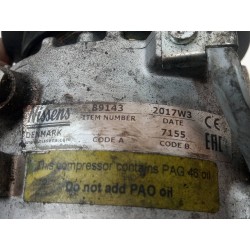 Nissens 89143 2017W3
DENMARK ITEM NUMBER DATE
7155
CODE A CODE B
EAC
This compressor contains PAG 46 oil
Do not add PAO oil